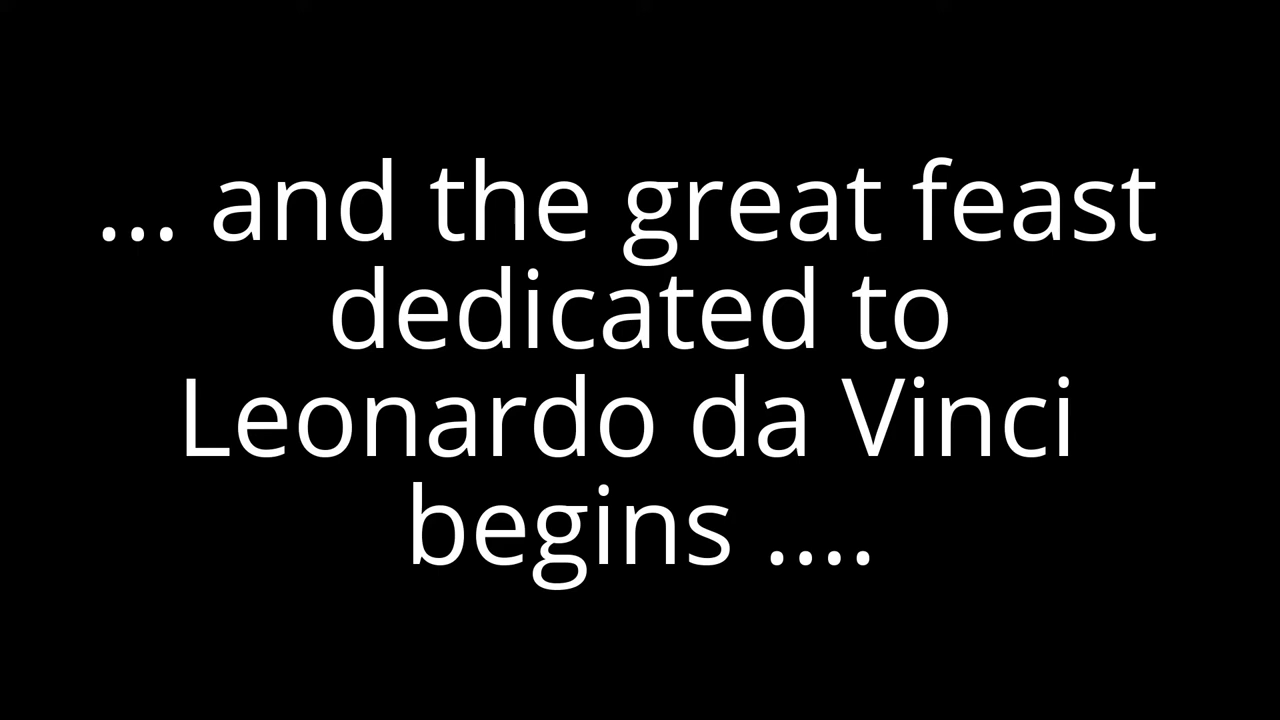 ... and the great feast
dedicated to
Leonardo da Vinci
begins ....